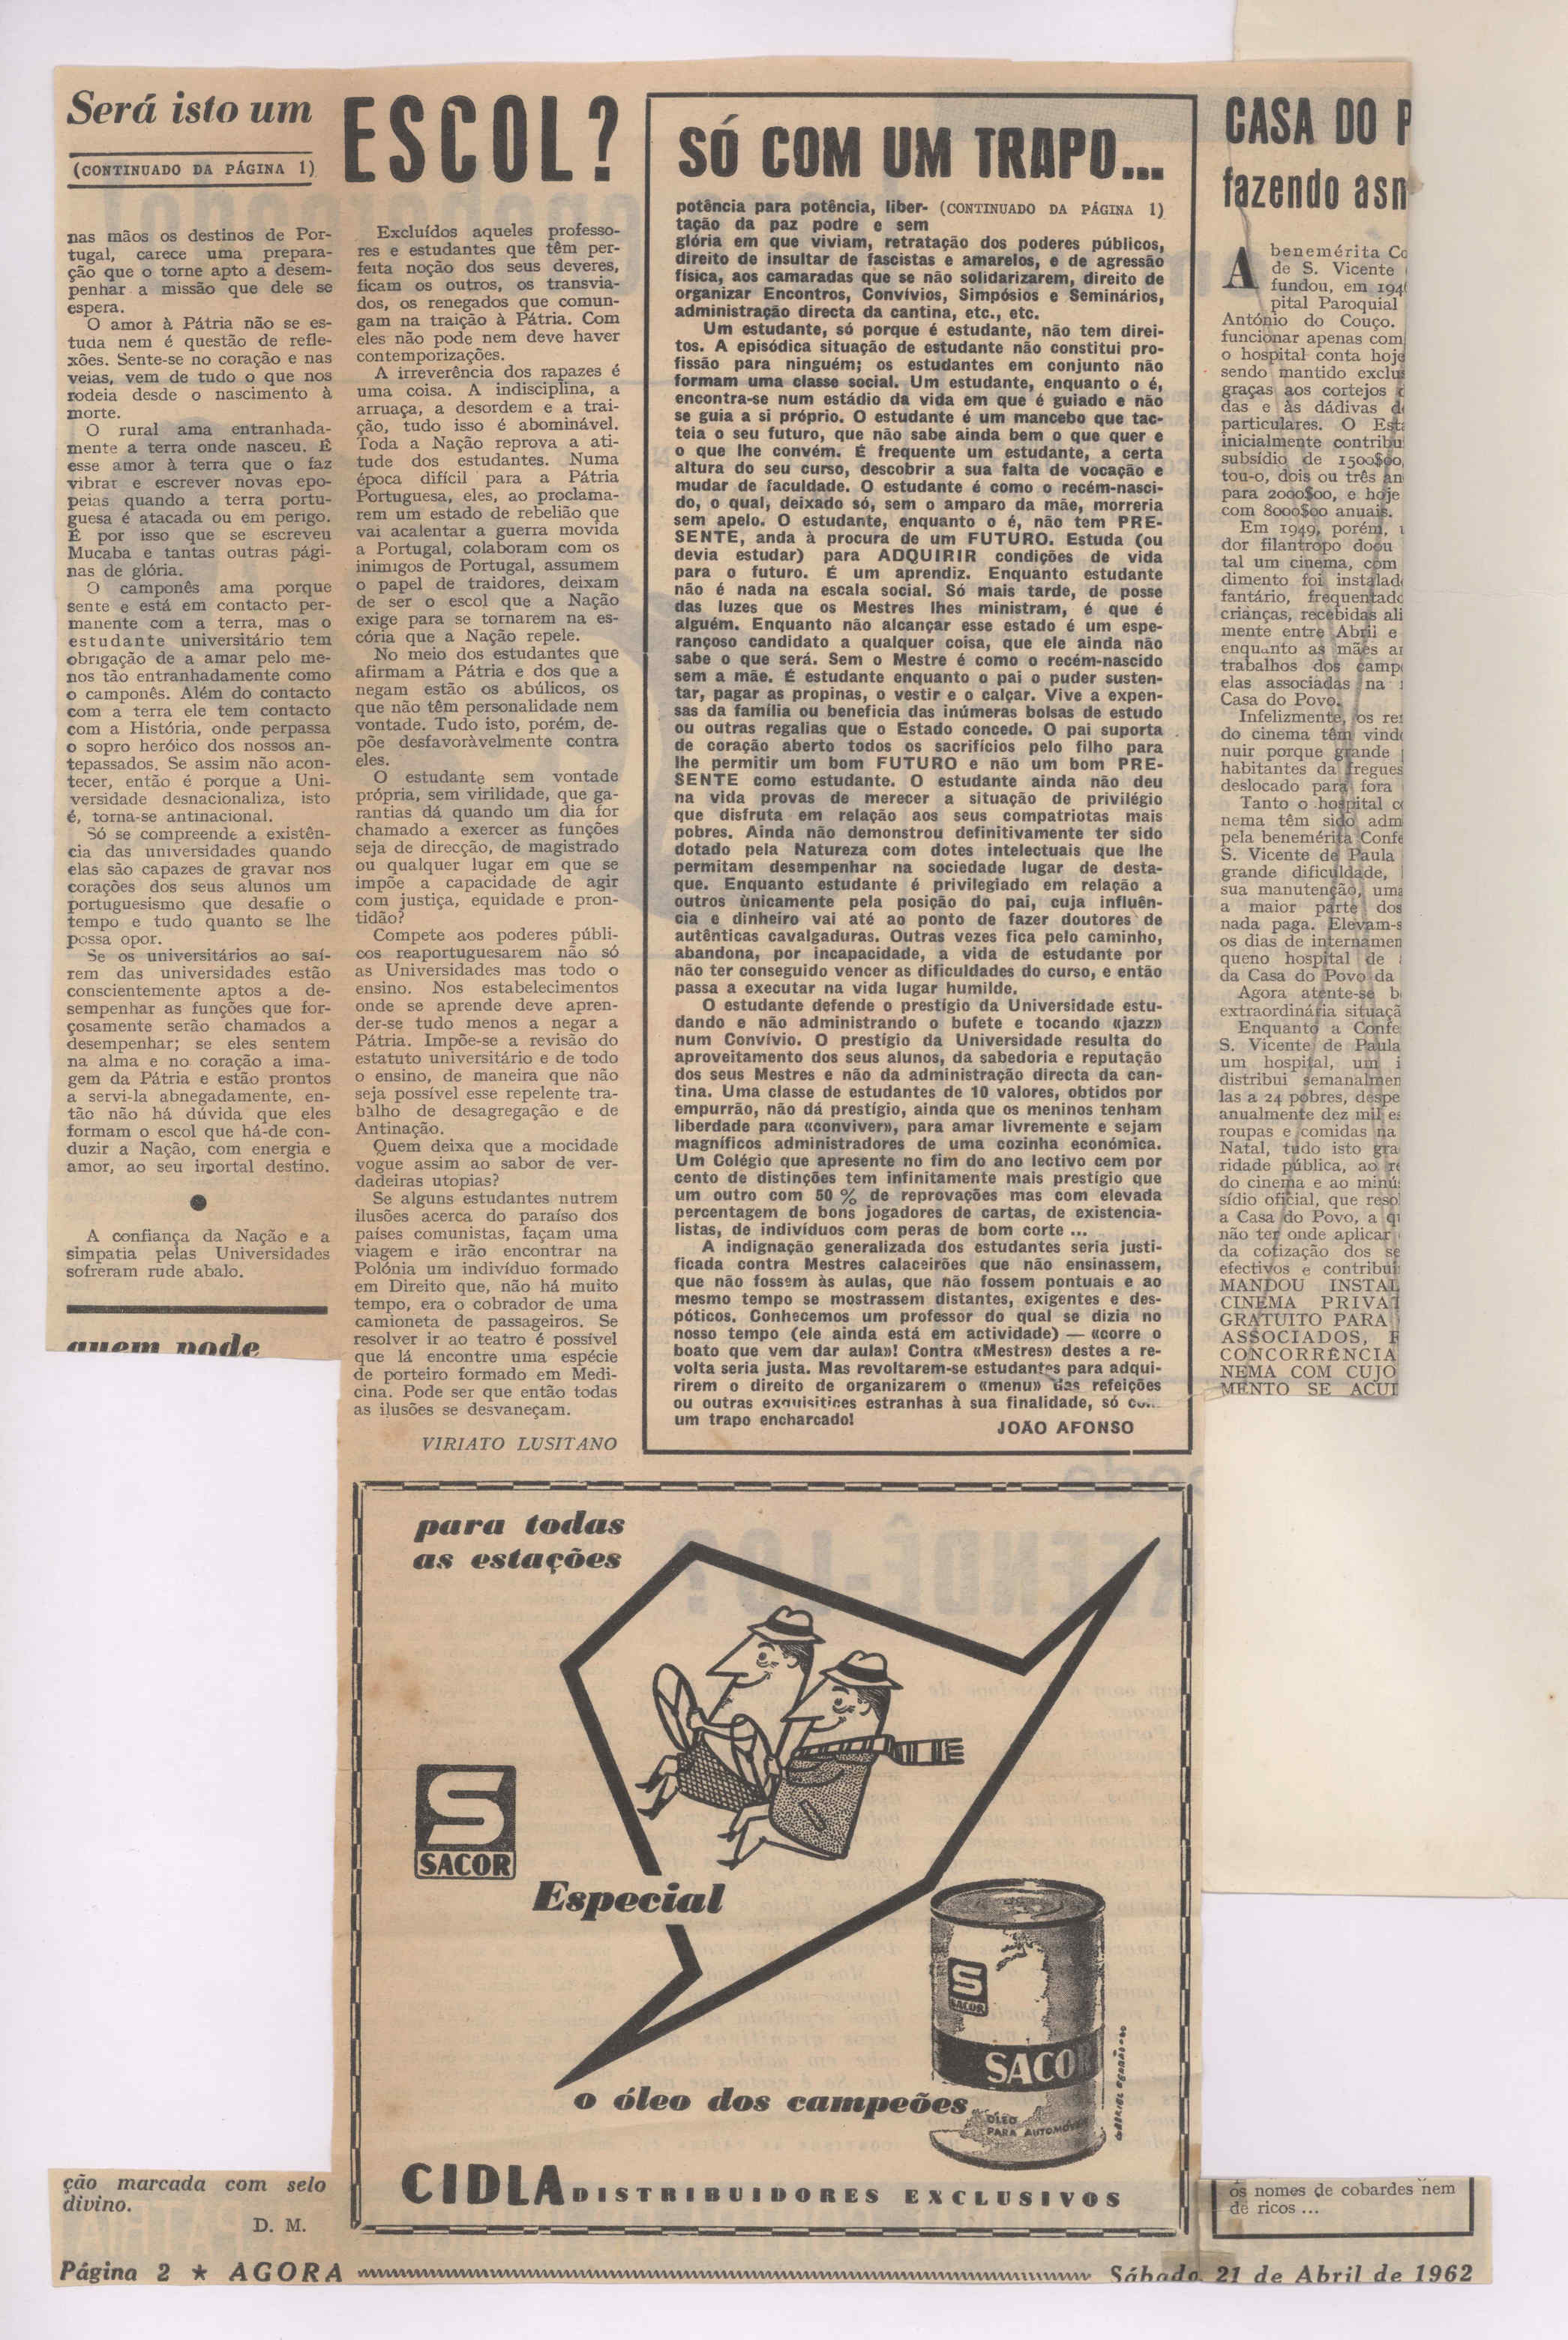 Será isto um ESCOL?
(CONTINUADO DA PÁGINA 1)
nas mãos os destinos de Por-
tugal, carece uma prepara-
ção que o torne apto a desem-
penhar a missão que dele se
espera.
O amor à Pátria não se es-
tuda nem é questão de refle-
xões. Sente-se no coração e nas
veias, vem de tudo o que nos
rodeia desde o nascimento à
morte.
O rural ama entranhada-
mente a terra onde nasceu. É
esse amor à terra que o faz
vibrar e escrever novas epo-
peias quando a terra portu-
guesa é atacada ou em perigo.
É por isso que se escreveu
Mucaba e tantas outras pági-
nas de glória.
O camponês ama porque
sente e está em contacto per-
manente com a terra, mas o
estudante universitário tem
obrigação de a amar pelo me-
nos tão entranhadamente como
o camponês. Além do contacto
com a terra ele tem contacto
com a História, onde perpassa
o sopro heróico dos nossos an-
tepassados. Se assim não acon-
tecer, então é porque a Uni-
versidade desnacionaliza, isto
é, torna-se antinacional.
Só se compreende a existên-
cia das universidades quando
elas são capazes de gravar nos
corações dos seus alunos um
portuguesismo que desafie o
tempo e tudo quanto se lhe
possa opor.
Se os universitários ao saí-
rem das universidades estão
conscientemente aptos a de-
sempenhar as funções que for-
çosamente serão chamados a
desempenhar; se eles sentem
na alma e no coração a ima-
gem da Pátria e estão prontos
a servi-la abnegadamente, en-
tão não há dúvida que eles
formam o escol que há-de con-
duzir a Nação, com energia e
amor, ao seu imortal destino.
●
A confiança da Nação e a
simpatia pelas Universidades
sofreram rude abalo.
quem pode
Excluídos aqueles professo-
res e estudantes que têm per-
feita noção dos seus deveres,
ficam os outros, os transvia-
dos, os renegados que comun-
gam na traição à Pátria. Com
eles não pode nem deve haver
contemporizações.
A irreverência dos rapazes é
uma coisa. A indisciplina, a
arruaça, a desordem e a trai-
ção, tudo isso é abominável.
Toda a Nação reprova a ati-
tude dos estudantes. Numa
época difícil para a Pátria
Portuguesa, eles, ao proclama-
rem um estado de rebelião que
vai acalentar a guerra movida
a Portugal, colaboram com os
inimigos de Portugal, assumem
o papel de traidores, deixam
de ser o escol que a Nação
exige para se tornarem na es-
cória que a Nação repele.
No meio dos estudantes que
afirmam a Pátria e dos que a
negam estão os abúlicos, os
que não têm personalidade nem
vontade. Tudo isto, porém, de-
põe desfavoràvelmente contra
eles.
O estudante sem vontade
própria, sem virilidade, que ga-
rantias dá quando um dia for
chamado a exercer as funções
seja de direcção, de magistrado
ou qualquer lugar em que se
impõe a capacidade de agir
com justiça, equidade e pron-
tidão?
Compete aos poderes públi-
cos reaportuguesarem não só
as Universidades mas todo o
ensino. Nos estabelecimentos
onde se aprende deve apren-
der-se tudo menos a negar a
Pátria. Impõe-se a revisão do
estatuto universitário e de todo
o ensino, de maneira que não
seja possível esse repelente tra-
balho de desagregação e de
Antinação.
Quem deixa que a mocidade
vogue assim ao sabor de ver-
dadeiras utopias?
Se alguns estudantes nutrem
ilusões acerca do paraíso dos
países comunistas, façam uma
viagem e irão encontrar na
Polónia um indivíduo formado
em Direito que, não há muito
tempo, era o cobrador de uma
camioneta de passageiros. Se
resolver ir ao teatro é possível
que lá encontre uma espécie
de porteiro formado em Medi-
cina. Pode ser que então todas
as ilusões se desvaneçam.
VIRIATO LUSITANO
SÓ COM UM TRAPO...
potência para potência, liber- (CONTINUADO DA PÁGINA 1)
tação da paz podre e sem
glória em que viviam, retratação dos poderes públicos,
direito de insultar de fascistas e amarelos, e de agressão
física, aos camaradas que se não solidarizarem, direito de
organizar Encontros, Convívios, Simpósios e Seminários,
administração directa da cantina, etc., etc.
Um estudante, só porque é estudante, não tem direi-
tos. A episódica situação de estudante não constitui pro-
fissão para ninguém; os estudantes em conjunto não
formam uma classe social. Um estudante, enquanto o é,
encontra-se num estádio da vida em que é guiado e não
se guia a si próprio. O estudante é um mancebo que tac-
teia o seu futuro, que não sabe ainda bem o que quer e
o que lhe convém. É frequente um estudante, a certa
altura do seu curso, descobrir a sua falta de vocação e
mudar de faculdade. O estudante é como o recém-nasci-
do, o qual, deixado só, sem o amparo da mãe, morreria
sem apelo. O estudante, enquanto o é, não tem PRE-
SENTE, anda à procura de um FUTURO. Estuda (ou
devia estudar) para ADQUIRIR condições de vida
para o futuro. É um aprendiz. Enquanto estudante
não é nada na escala social. Só mais tarde, de posse
das luzes que os Mestres lhes ministram, é que é
alguém. Enquanto não alcançar esse estado é um espe-
rançoso candidato a qualquer coisa, que ele ainda não
sabe o que será. Sem o Mestre é como o recém-nascido
sem a mãe. É estudante enquanto o pai o puder susten-
tar, pagar as propinas, o vestir e o calçar. Vive a expen-
sas da família ou beneficia das inúmeras bolsas de estudo
ou outras regalias que o Estado concede. O pai suporta
de coração aberto todos os sacrifícios pelo filho para
lhe permitir um bom FUTURO e não um bom PRE-
SENTE como estudante. O estudante ainda não deu
na vida provas de merecer a situação de privilégio
que disfruta em relação aos seus compatriotas mais
pobres. Ainda não demonstrou definitivamente ter sido
dotado pela Natureza com dotes intelectuais que lhe
permitam desempenhar na sociedade lugar de desta-
que. Enquanto estudante é privilegiado em relação a
outros ùnicamente pela posição do pai, cuja influên-
cia e dinheiro vai até ao ponto de fazer doutores de
autênticas cavalgaduras. Outras vezes fica pelo caminho,
abandona, por incapacidade, a vida de estudante por
não ter conseguido vencer as dificuldades do curso, e então
passa a executar na vida lugar humilde.
O estudante defende o prestígio da Universidade estu-
dando e não administrando o bufete e tocando «jazz»
num Convívio. O prestígio da Universidade resulta do
aproveitamento dos seus alunos, da sabedoria e reputação
dos seus Mestres e não da administração directa da can-
tina. Uma classe de estudantes de 10 valores, obtidos por
empurrão, não dá prestígio, ainda que os meninos tenham
liberdade para «conviver», para amar livremente e sejam
magníficos administradores de uma cozinha económica.
Um Colégio que apresente no fim do ano lectivo cem por
cento de distinções tem infinitamente mais prestígio que
um outro com 50 % de reprovações mas com elevada
percentagem de bons jogadores de cartas, de existencia-
listas, de indivíduos com peras de bom corte ...
A indignação generalizada dos estudantes seria justi-
ficada contra Mestres calaceirões que não ensinassem,
que não fossem às aulas, que não fossem pontuais e ao
mesmo tempo se mostrassem distantes, exigentes e des-
póticos. Conhecemos um professor do qual se dizia no
nosso tempo (ele ainda está em actividade) — «corre o
boato que vem dar aula»! Contra «Mestres» destes a re-
volta seria justa. Mas revoltarem-se estudantes para adqui-
rirem o direito de organizarem o «menu» das refeições
ou outras exquisitices estranhas à sua finalidade, só co...
um trapo encharcado!
JOÃO AFONSO
CASA DO P
fazendo asn
A benemérita Co
de S. Vicente
fundou, em 194
pital Paroquial
António do Couço.
funcionar apenas com
o hospital conta hoje
sendo mantido exclu
graças aos cortejos d
das e às dádivas d
particulares. O Est
inicialmente contribu
subsídio de 1500$00,
tou-o, dois ou três an
para 2000$00, e hoje
com 8000$00 anuais.
Em 1949, porém, u
dor filantropo doou
tal um cinema, com
dimento foi instalad
fantário, frequentado
crianças, recebidas ali
mente entre Abril e
enquanto as mães an
trabalhos dos camp
elas associadas na
Casa do Povo.
Infelizmente, os re
do cinema têm vind
nuir porque grande
habitantes da fregues
deslocado para fora
Tanto o hospital c
nema têm sido adm
pela benemérita Confe
S. Vicente de Paula
grande dificuldade,
sua manutenção, uma
a maior parte dos
nada paga. Elevam-s
os dias de internamen
queno hospital de
da Casa do Povo da
Agora atente-se b
extraordinária situaçã
Enquanto a Confe
S. Vicente de Paula
um hospital, um i
distribui semanalmen
las a 24 pobres, despe
anualmente dez mil es
roupas e comidas na
Natal, tudo isto gra
ridade pública, ao re
do cinema e ao minú
sídio oficial, que reso
a Casa do Povo, a qu
não ter onde aplicar
da cotização dos se
efectivos e contribui
MANDOU INSTAL
CINEMA PRIVAT
GRATUITO PARA
ASSOCIADOS, E
CONCORRÊNCIA
NEMA COM CUJO
MENTO SE ACUI
para todas
as estações
S
SACOR
Especial
S
SACOR
SACOR
o óleo dos campeões
ÓLEO
PARA AUTOMÓVE
CIDLA DISTRIBUIDORES EXCLUSIVOS
ção marcada com selo
divino.
D. M.
os nomes de cobardes nem
de ricos ...
Página 2 ★ AGORA Sábado, 21 de Abril de 1962